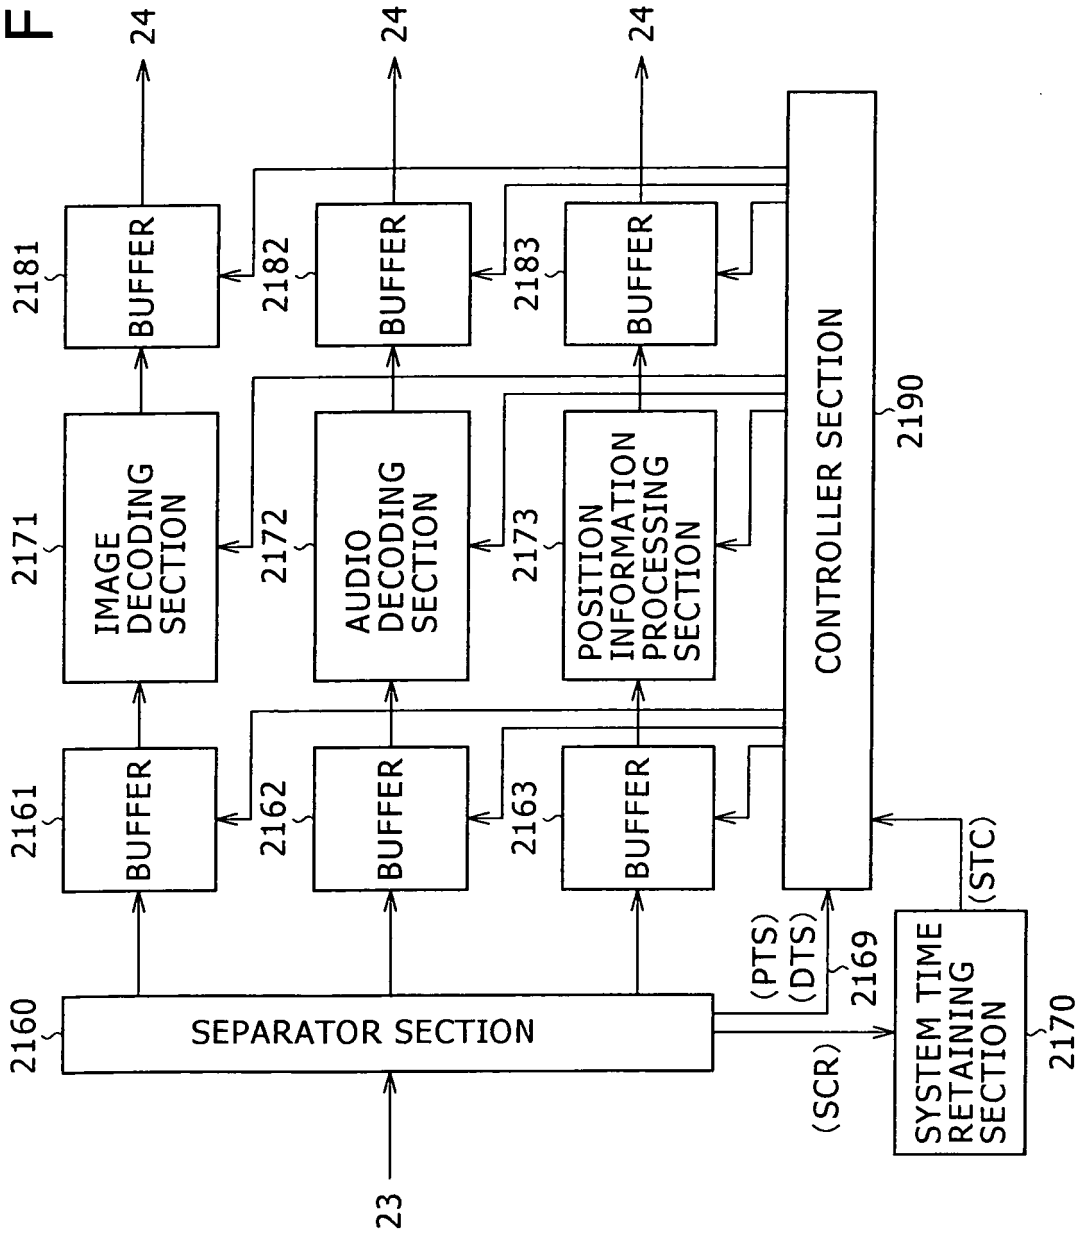 F
23
2160
SEPARATOR SECTION
2161
BUFFER
2171
IMAGE
DECODING
SECTION
2181
BUFFER
24
2162
BUFFER
2172
AUDIO
DECODING
SECTION
2182
BUFFER
24
2163
BUFFER
2173
POSITION
INFORMATION
PROCESSING
SECTION
2183
BUFFER
24
(PTS)
(DTS)
2169
(SCR)
SYSTEM TIME
RETAINING
SECTION
2170
(STC)
CONTROLLER SECTION
2190